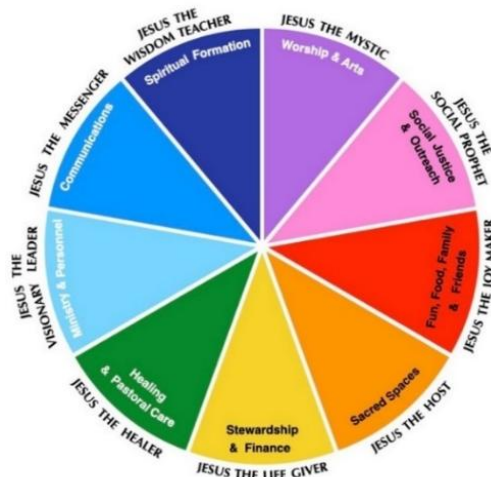 JESUS THE MYSTIC
Worship & Arts
JESUS THE
SOCIAL PROPHET
Social Justice
& Outreach
JESUS THE JOY MAKER
Fun, Food, Family
& Friends
JESUS THE HOST
Sacred Spaces
Stewardship
& Finance
JESUS THE LIFE GIVER
Healing
& Pastoral Care
JESUS THE HEALER
JESUS THE
VISIONARY LEADER
Ministry & Personnel
JESUS THE MESSENGER
Communications
JESUS THE
WISDOM TEACHER
Spiritual Formation